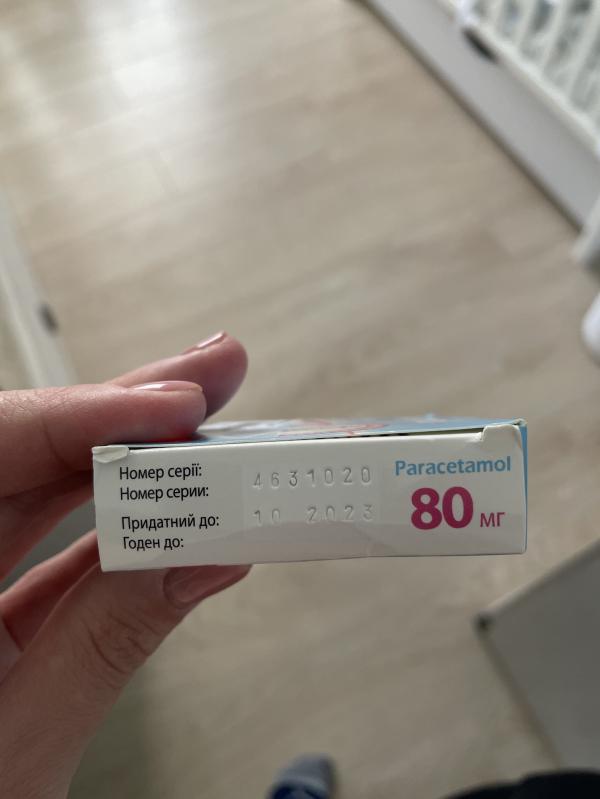 Номер серії:
Номер серии:
4631020
Придатний до:
Годен до:
10 2023
Paracetamol
80 мг